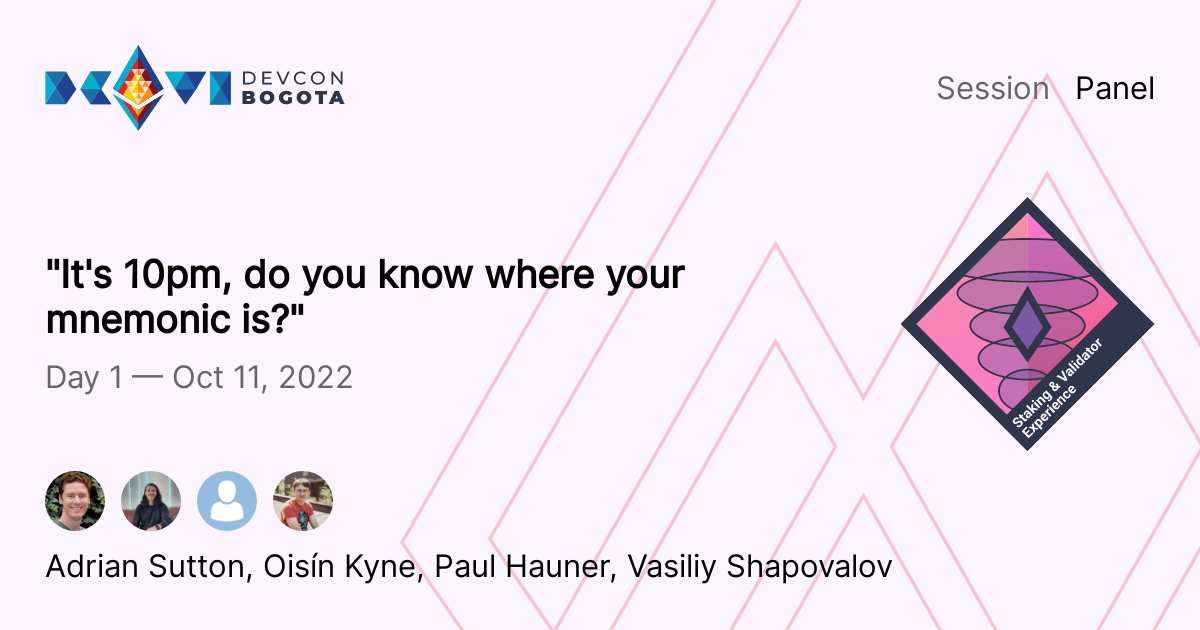 DEVCON
BOGOTA
Session Panel
"It's 10pm, do you know where your
mnemonic is?"
Day 1 — Oct 11, 2022
Staking & Validator
Experience
Adrian Sutton, Oisín Kyne, Paul Hauner, Vasiliy Shapovalov